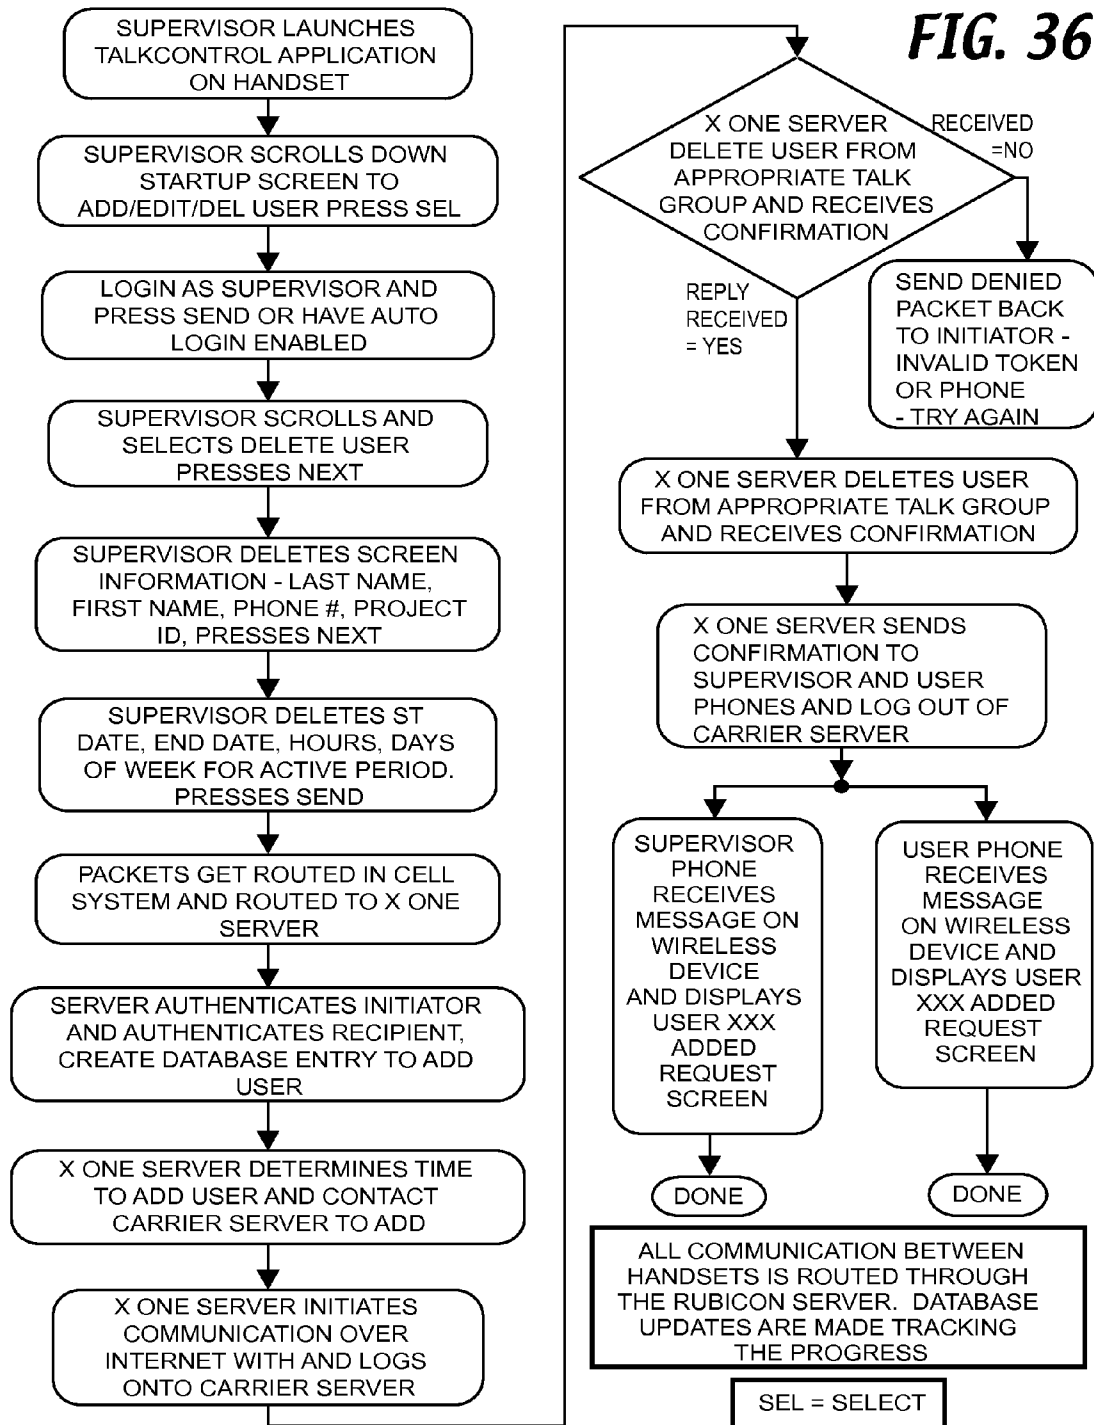 FIG. 36
SUPERVISOR LAUNCHES
TALKCONTROL APPLICATION
ON HANDSET
SUPERVISOR SCROLLS DOWN
STARTUP SCREEN TO
ADD/EDIT/DEL USER PRESS SEL
LOGIN AS SUPERVISOR AND
PRESS SEND OR HAVE AUTO
LOGIN ENABLED
SUPERVISOR SCROLLS AND
SELECTS DELETE USER
PRESSES NEXT
SUPERVISOR DELETES SCREEN
INFORMATION - LAST NAME,
FIRST NAME, PHONE #, PROJECT
ID, PRESSES NEXT
SUPERVISOR DELETES ST
DATE, END DATE, HOURS, DAYS
OF WEEK FOR ACTIVE PERIOD.
PRESSES SEND
PACKETS GET ROUTED IN CELL
SYSTEM AND ROUTED TO X ONE
SERVER
SERVER AUTHENTICATES INITIATOR
AND AUTHENTICATES RECIPIENT,
CREATE DATABASE ENTRY TO ADD
USER
X ONE SERVER DETERMINES TIME
TO ADD USER AND CONTACT
CARRIER SERVER TO ADD
X ONE SERVER INITIATES
COMMUNICATION OVER
INTERNET WITH AND LOGS
ONTO CARRIER SERVER
X ONE SERVER
DELETE USER FROM
APPROPRIATE TALK
GROUP AND RECEIVES
CONFIRMATION
RECEIVED
=NO
SEND DENIED
PACKET BACK
TO INITIATOR -
INVALID TOKEN
OR PHONE
- TRY AGAIN
REPLY
RECEIVED
= YES
X ONE SERVER DELETES USER
FROM APPROPRIATE TALK GROUP
AND RECEIVES CONFIRMATION
X ONE SERVER SENDS
CONFIRMATION TO
SUPERVISOR AND USER
PHONES AND LOG OUT OF
CARRIER SERVER
SUPERVISOR
PHONE
RECEIVES
MESSAGE ON
WIRELESS
DEVICE
AND DISPLAYS
USER XXX
ADDED
REQUEST
SCREEN
DONE
USER PHONE
RECEIVES
MESSAGE
ON WIRELESS
DEVICE AND
DISPLAYS USER
XXX ADDED
REQUEST
SCREEN
DONE
ALL COMMUNICATION BETWEEN
HANDSETS IS ROUTED THROUGH
THE RUBICON SERVER. DATABASE
UPDATES ARE MADE TRACKING
THE PROGRESS
SEL = SELECT